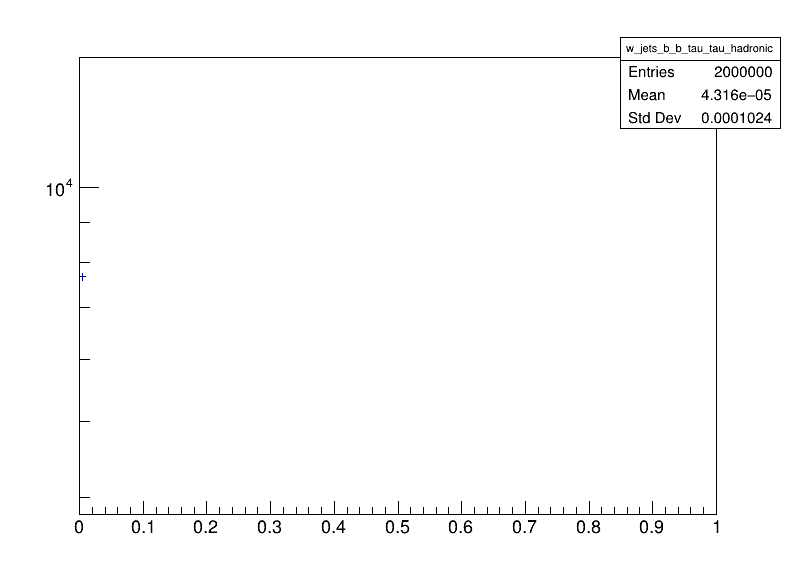 w_jets_b_b_tau_tau_hadronic
Entries 2000000
Mean 4.316e−05
Std Dev 0.0001024
10^4
0 0.1 0.2 0.3 0.4 0.5 0.6 0.7 0.8 0.9 1